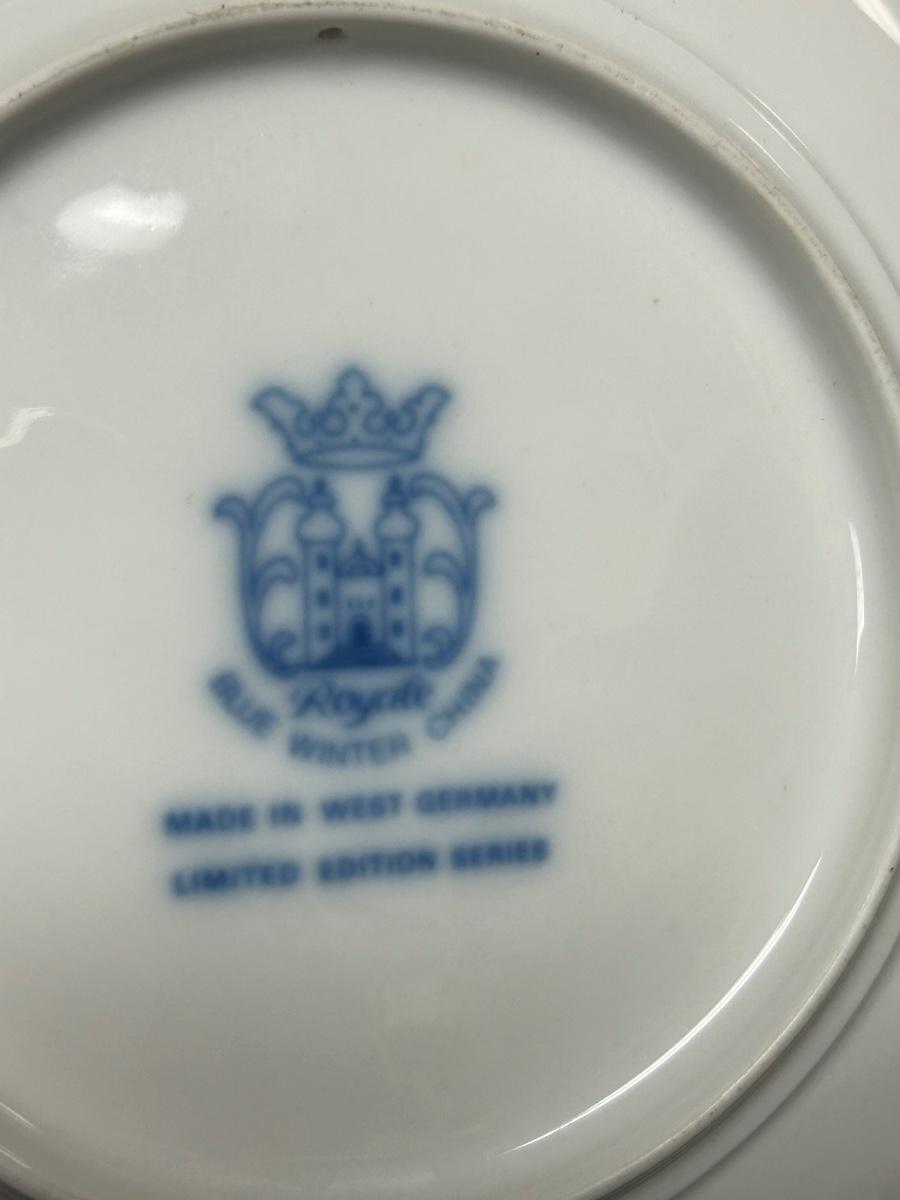 Royale
BLUE WINTER CHINA
MADE IN WEST GERMANY
LIMITED EDITION SERIES